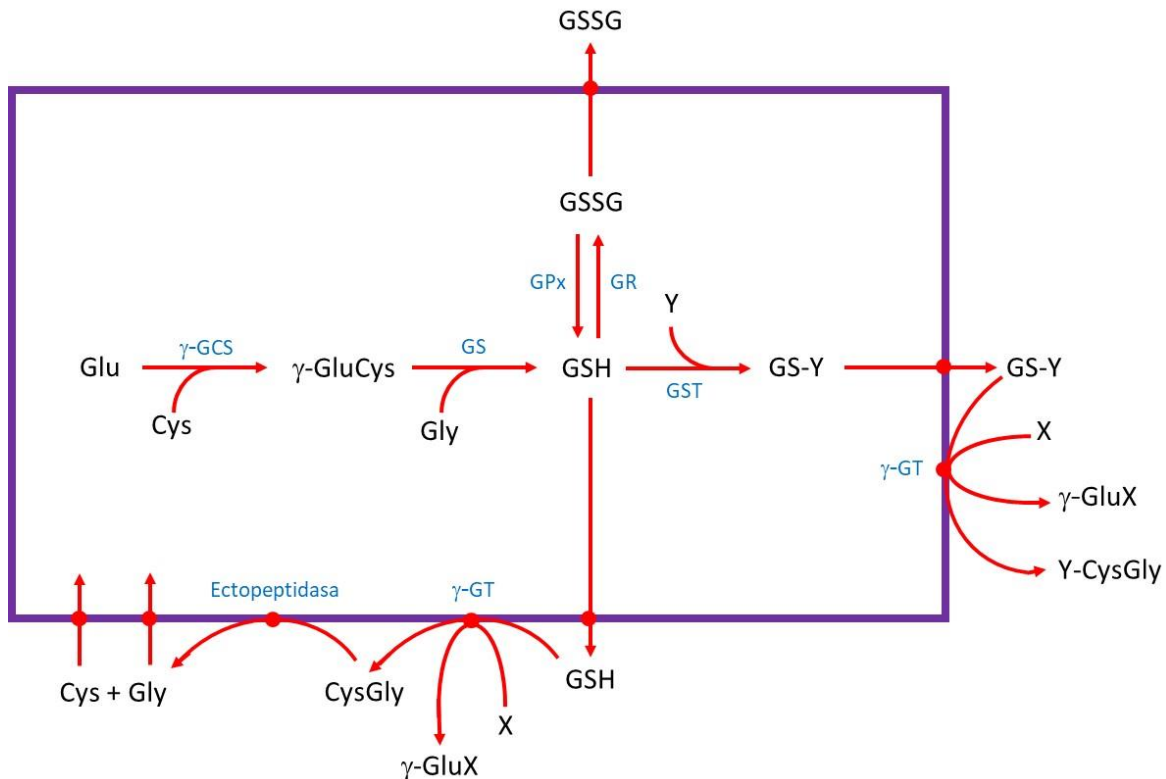 GSSG
GSSG
GPx
GR
Y
Glu
γ-GCS
γ-GluCys
GS
GSH
GST
GS-Y
GS-Y
Cys
Gly
X
γ-GT
γ-GluX
Y-CysGly
Ectopeptidasa
γ-GT
Cys + Gly
CysGly
GSH
X
γ-GluX